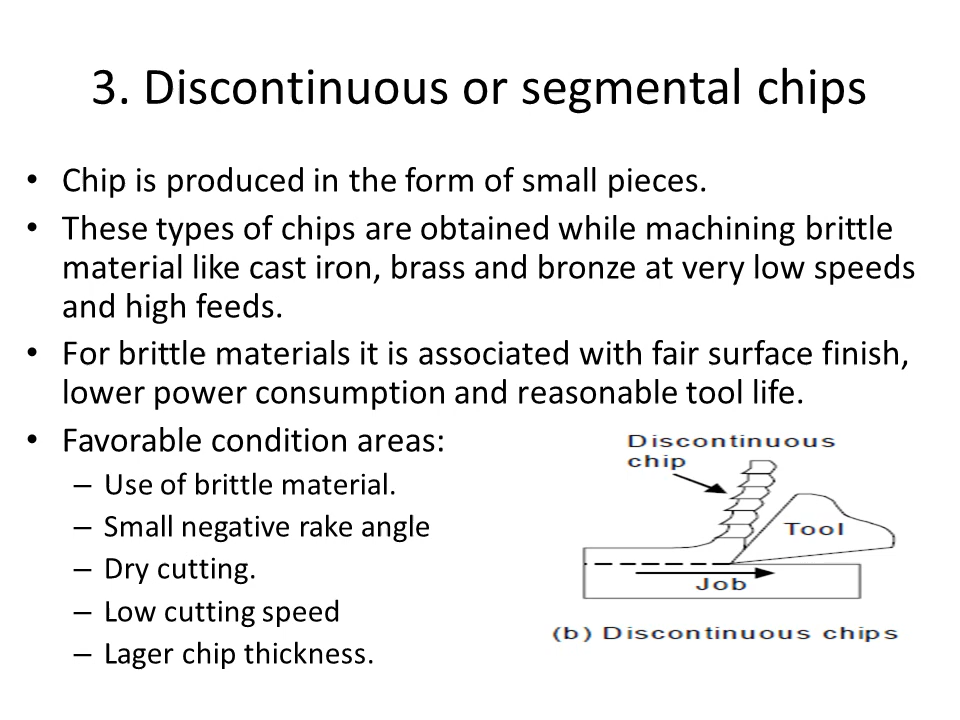 3. Discontinuous or segmental chips
• Chip is produced in the form of small pieces.
• These types of chips are obtained while machining brittle
material like cast iron, brass and bronze at very low speeds
and high feeds.
• For brittle materials it is associated with fair surface finish,
lower power consumption and reasonable tool life.
• Favorable condition areas:
– Use of brittle material.
– Small negative rake angle
– Dry cutting.
– Low cutting speed
– Lager chip thickness.
Discontinuous
chip
Tool
Job
(b) Discontinuous chips